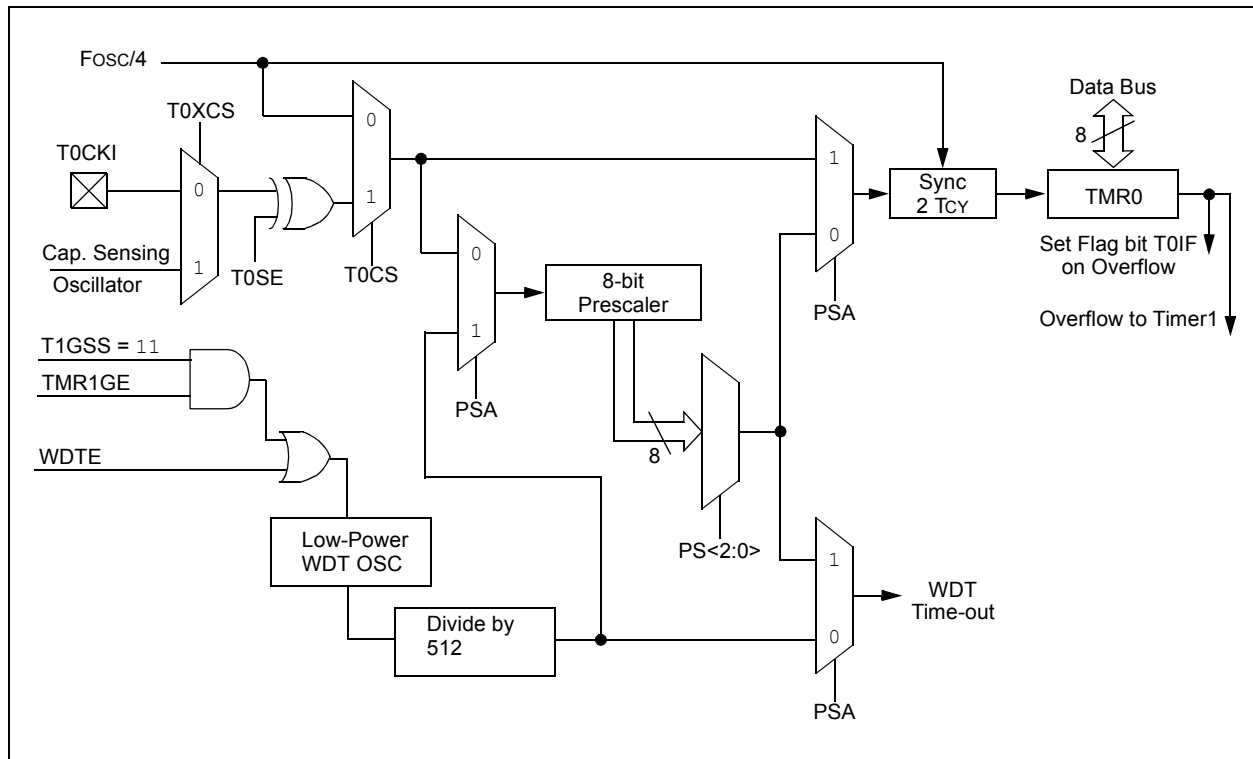 FOSC/4
T0XCS
T0CKI
0
1
Cap. Sensing
Oscillator
T0SE
0
1
T0CS
T1GSS = 11
TMR1GE
WDTE
Low-Power
WDT OSC
Divide by
512
0
1
PSA
8-bit
Prescaler
8
PS<2:0>
1
0
PSA
Sync
2 TCY
Data Bus
8
TMR0
Set Flag bit T0IF
on Overflow
Overflow to Timer1
1
0
PSA
WDT
Time-out